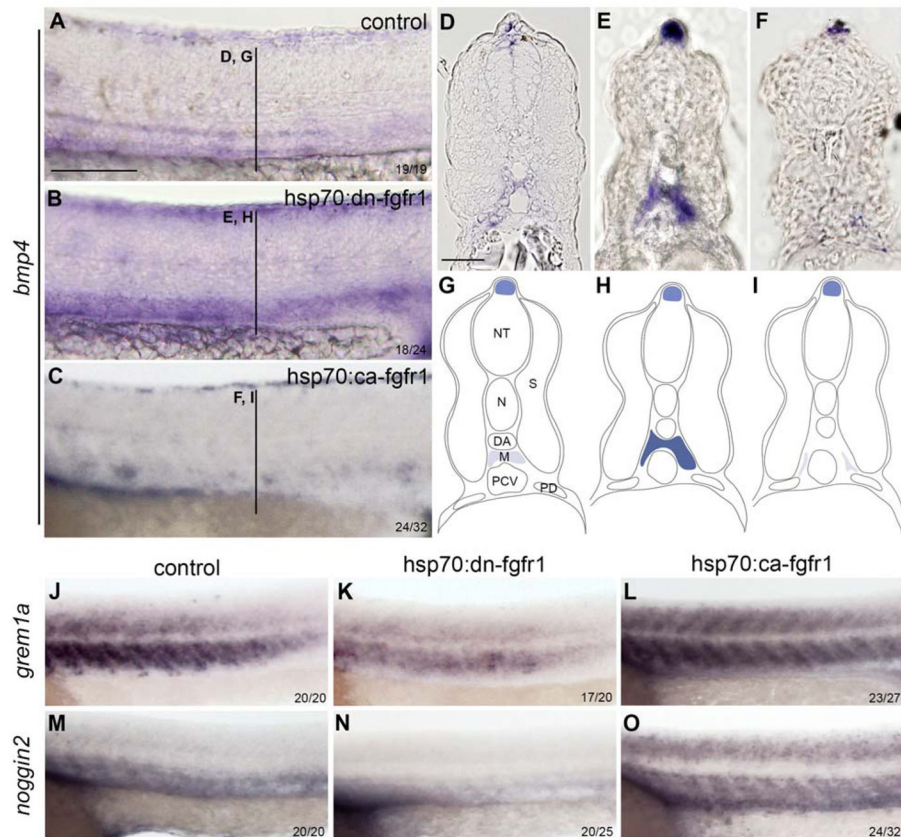 A
control
D, G
19/19
B
hsp70:dn-fgfr1
E, H
18/24
C
hsp70:ca-fgfr1
F, I
24/32
bmp4
D
E
F
G
NT
S
N
DA
M
PCV
PD
H
I
control
hsp70:dn-fgfr1
hsp70:ca-fgfr1
grem1a
J
20/20
K
17/20
L
23/27
noggin2
M
20/20
N
20/25
O
24/32